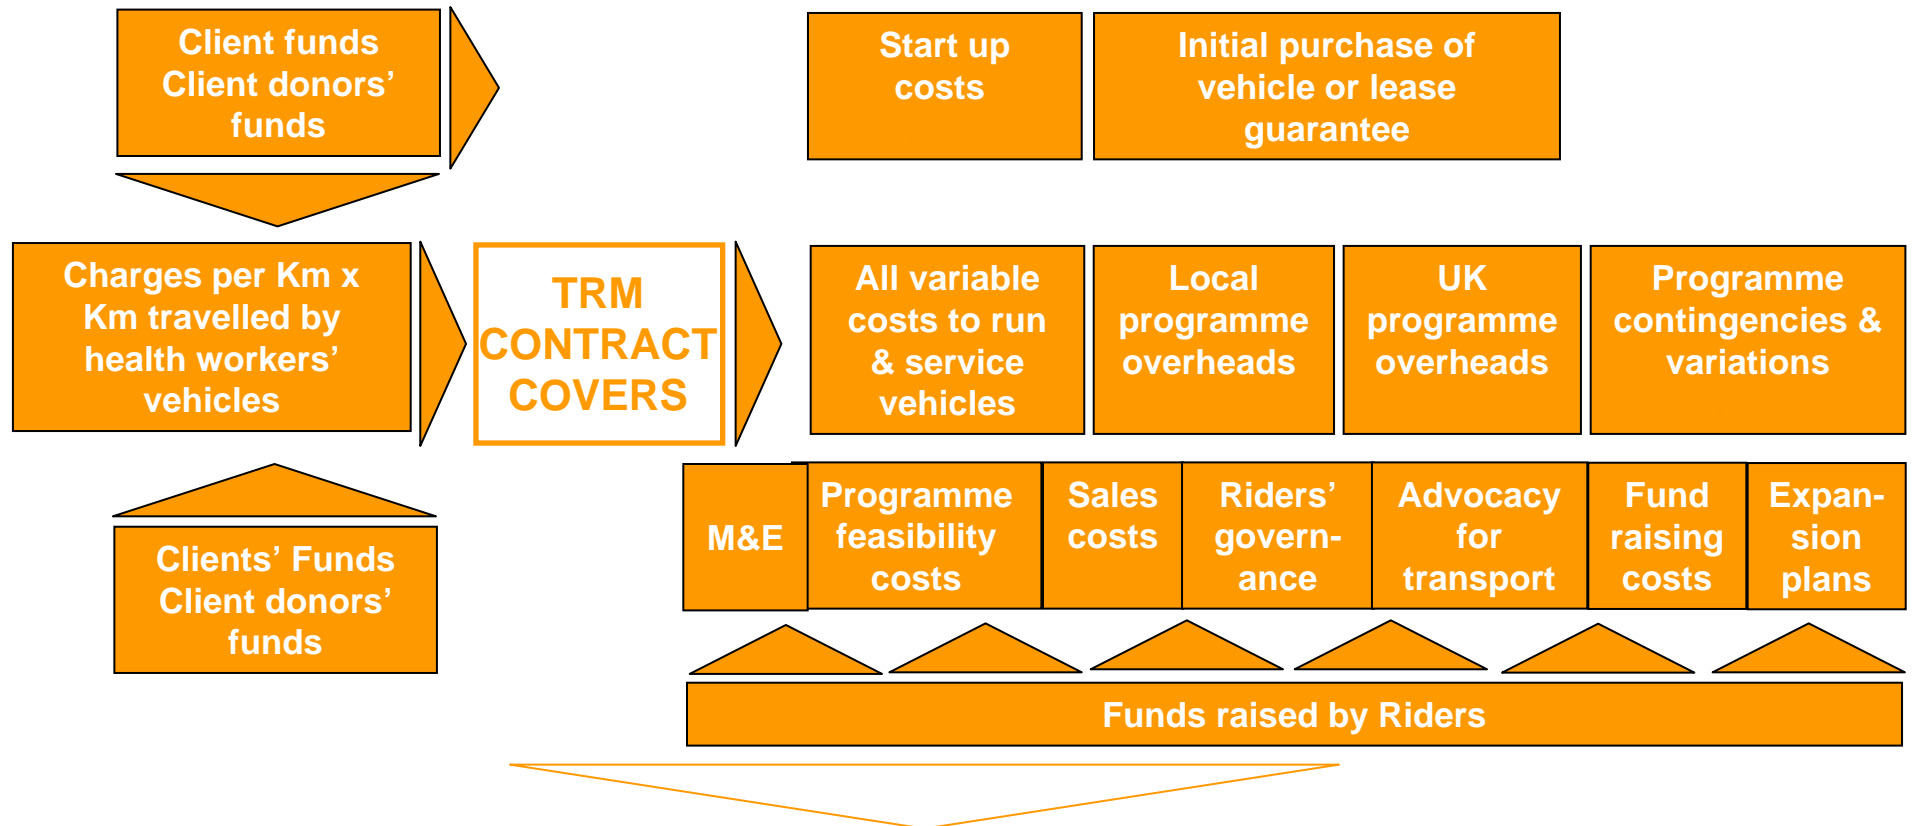 Client funds
Client donors’
funds
Start up
costs
Initial purchase of
vehicle or lease
guarantee
Charges per Km x
Km travelled by
health workers’
vehicles
TRM
CONTRACT
COVERS
All variable
costs to run
& service
vehicles
Local
programme
overheads
UK
programme
overheads
Programme
contingencies &
variations
Clients’ Funds
Client donors’
funds
M&E
Programme
feasibility
costs
Sales
costs
Riders’
govern-
ance
Advocacy
for
transport
Fund
raising
costs
Expan-
sion
plans
Funds raised by Riders